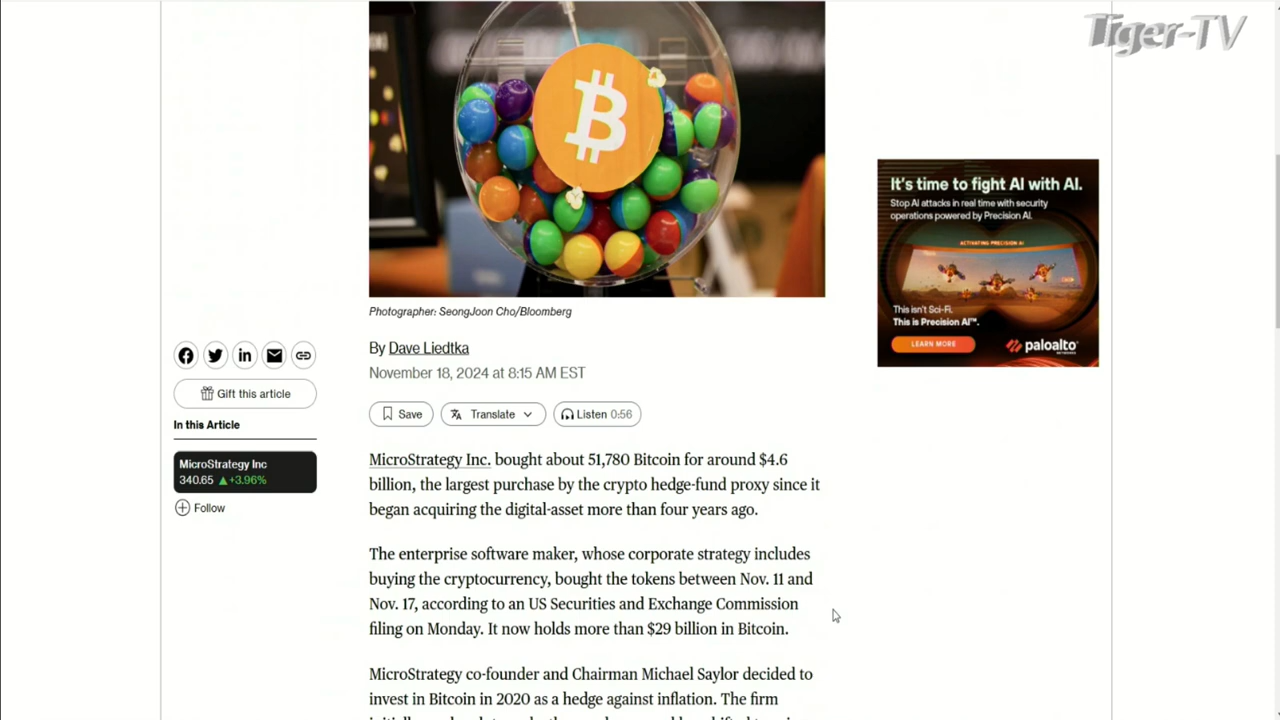 Tiger-TV
It's time to fight AI with AI.
Stop AI attacks in real time with security
operations powered by Precision AI.
ACTIVATING PRECISION AI
This isn't Sci-Fi.
This is Precision AI™.
LEARN MORE
paloalto
NETWORKS
Photographer: SeongJoon Cho/Bloomberg
By Dave Liedtka
November 18, 2024 at 8:15 AM EST
Gift this article
Save
Translate
Listen 0:56
In this Article
MicroStrategy Inc
340.65 ▲+3.96%
Follow
MicroStrategy Inc. bought about 51,780 Bitcoin for around $4.6
billion, the largest purchase by the crypto hedge-fund proxy since it
began acquiring the digital-asset more than four years ago.
The enterprise software maker, whose corporate strategy includes
buying the cryptocurrency, bought the tokens between Nov. 11 and
Nov. 17, according to an US Securities and Exchange Commission
filing on Monday. It now holds more than $29 billion in Bitcoin.
MicroStrategy co-founder and Chairman Michael Saylor decided to
invest in Bitcoin in 2020 as a hedge against inflation. The firm